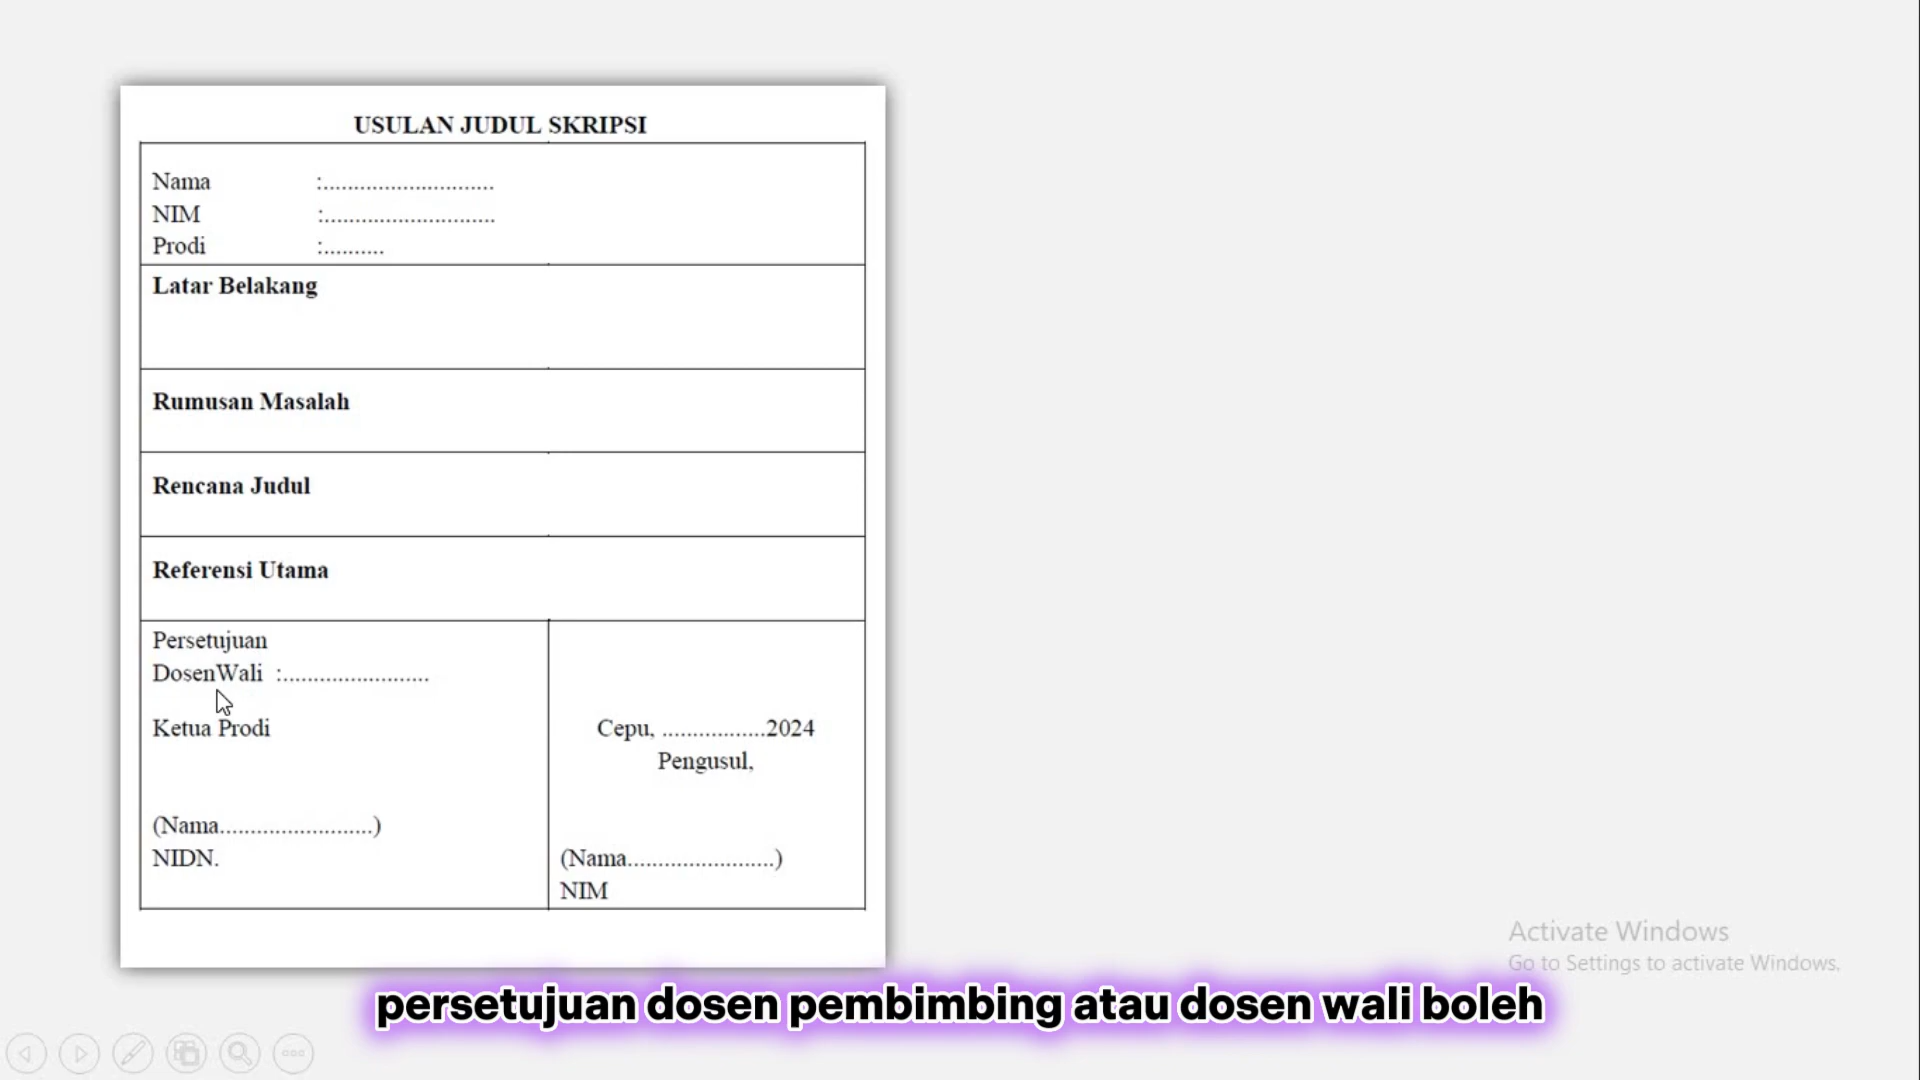 USULAN JUDUL SKRIPSI
Nama :............................
NIM :............................
Prodi :..........
Latar Belakang
Rumusan Masalah
Rencana Judul
Referensi Utama
Persetujuan
DosenWali :........................
Ketua Prodi
(Nama.........................)
NIDN.
Cepu, .................2024
Pengusul,
(Nama........................)
NIM
Activate Windows
Go to Settings to activate Windows.
persetujuan dosen pembimbing atau dosen wali boleh